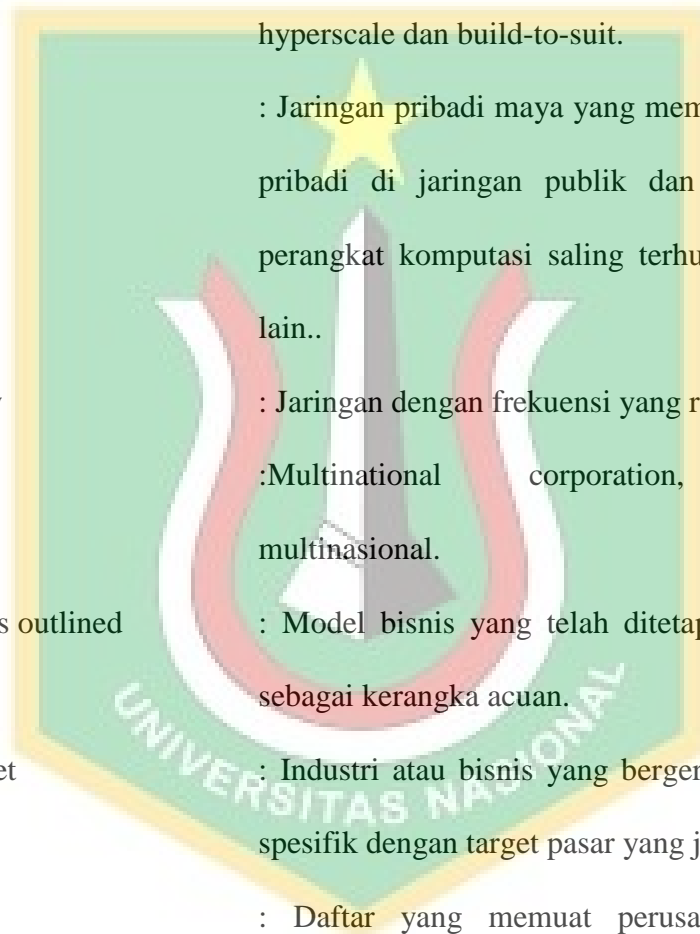 hyperscale dan build-to-suit.
: Jaringan pribadi maya yang mem
pribadi di jaringan publik dan
perangkat komputasi saling terhu
lain..
: Jaringan dengan frekuensi yang r
:Multinational corporation,
multinasional.
s outlined : Model bisnis yang telah ditetap
sebagai kerangka acuan.
et : Industri atau bisnis yang berger
spesifik dengan target pasar yang j
: Daftar yang memuat perusa
UNIVERSITAS NASIONAL